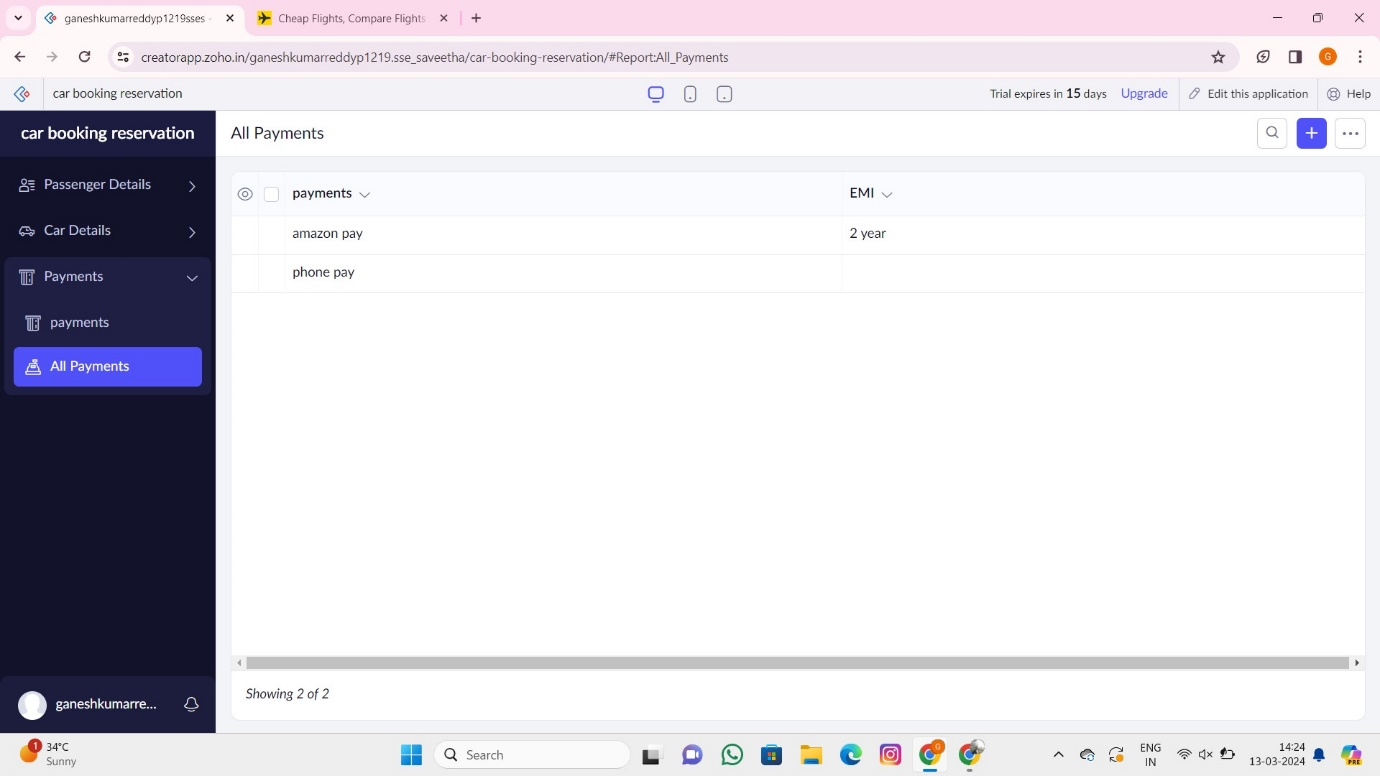 ganeshkumarreddyp1219sses -
Cheap Flights, Compare Flights
creatorapp.zoho.in/ganeshkumarreddyp1219.sse_saveetha/car-booking-reservation/#Report:All_Payments
G
car booking reservation
Trial expires in 15 days Upgrade
Edit this application
Help
car booking reservation
Passenger Details
Car Details
Payments
payments
All Payments
ganeshkumarre...
All Payments
payments EMI
amazon pay 2 year
phone pay
Showing 2 of 2
1
34°C
Sunny
Search
G
ENG
IN
14:24
13-03-2024
PRE